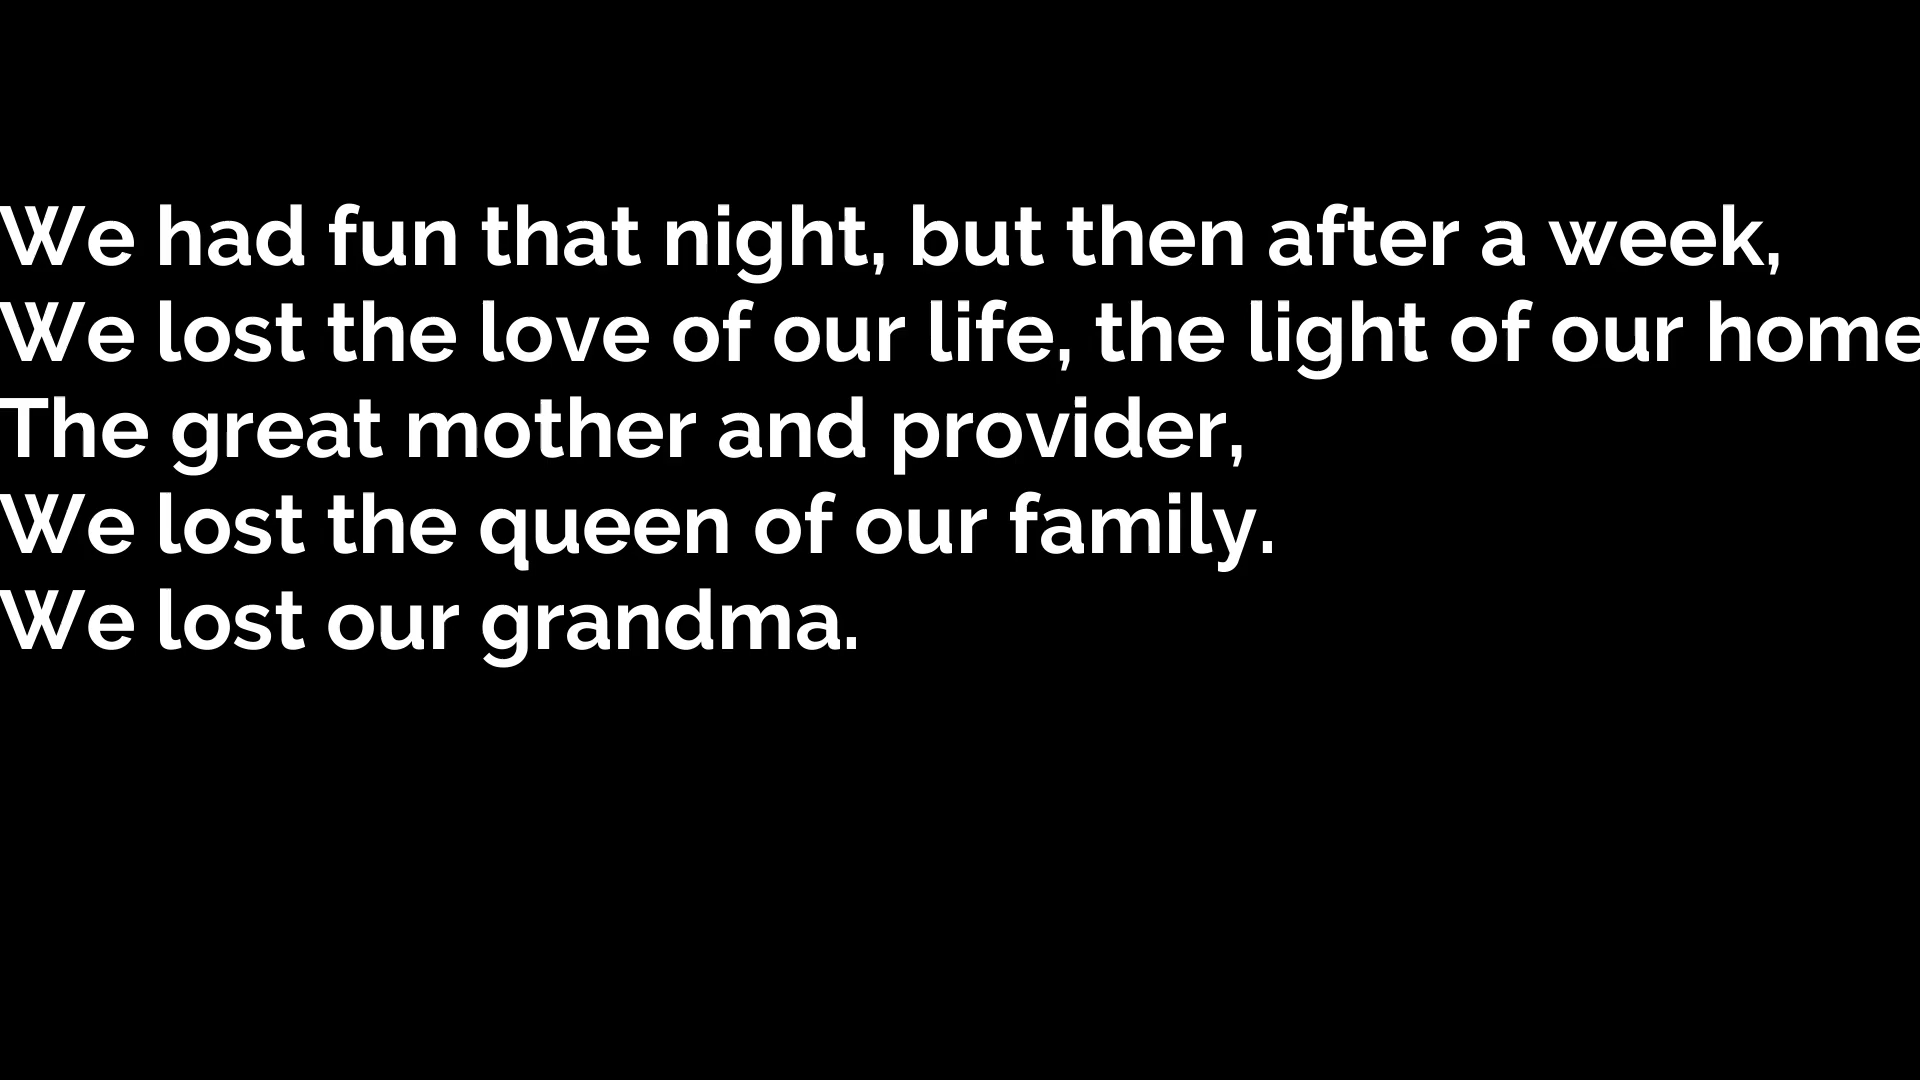 We had fun that night, but then after a week,
We lost the love of our life, the light of our home
The great mother and provider,
We lost the queen of our family.
We lost our grandma.